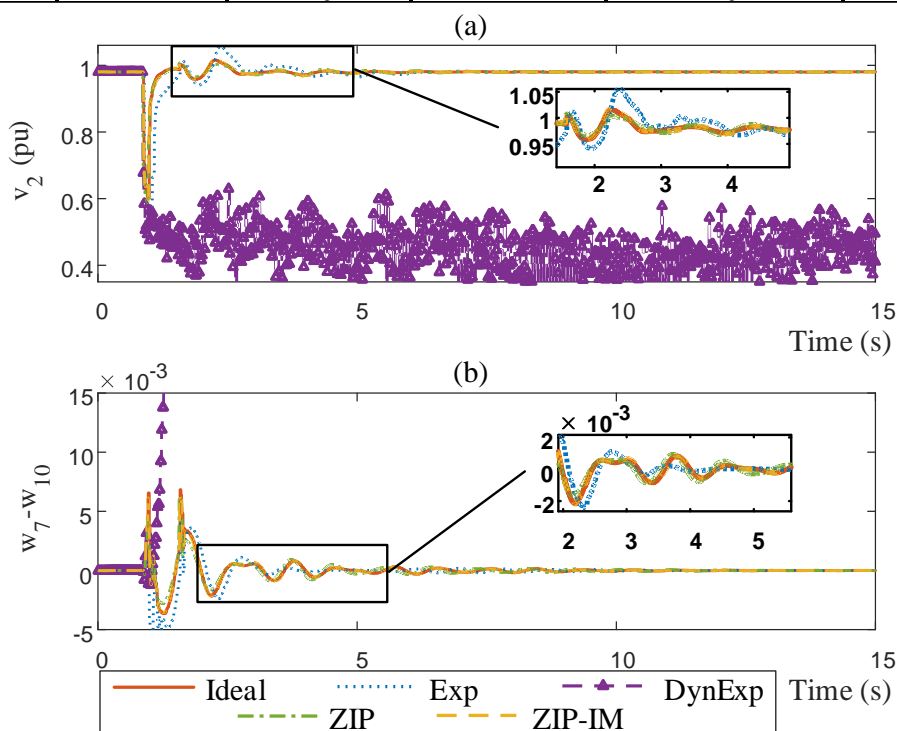 (a)
v2 (pu)
1
0.8
0.6
0.4
1.05
1
0.95
2 3 4
0 5 10 15
Time (s)
(b)
× 10-3
w7-w10
15
10
5
0
-5
× 10-3
2
0
-2
2 3 4 5
0 5 10 15
Time (s)
Ideal Exp DynExp
ZIP ZIP-IM